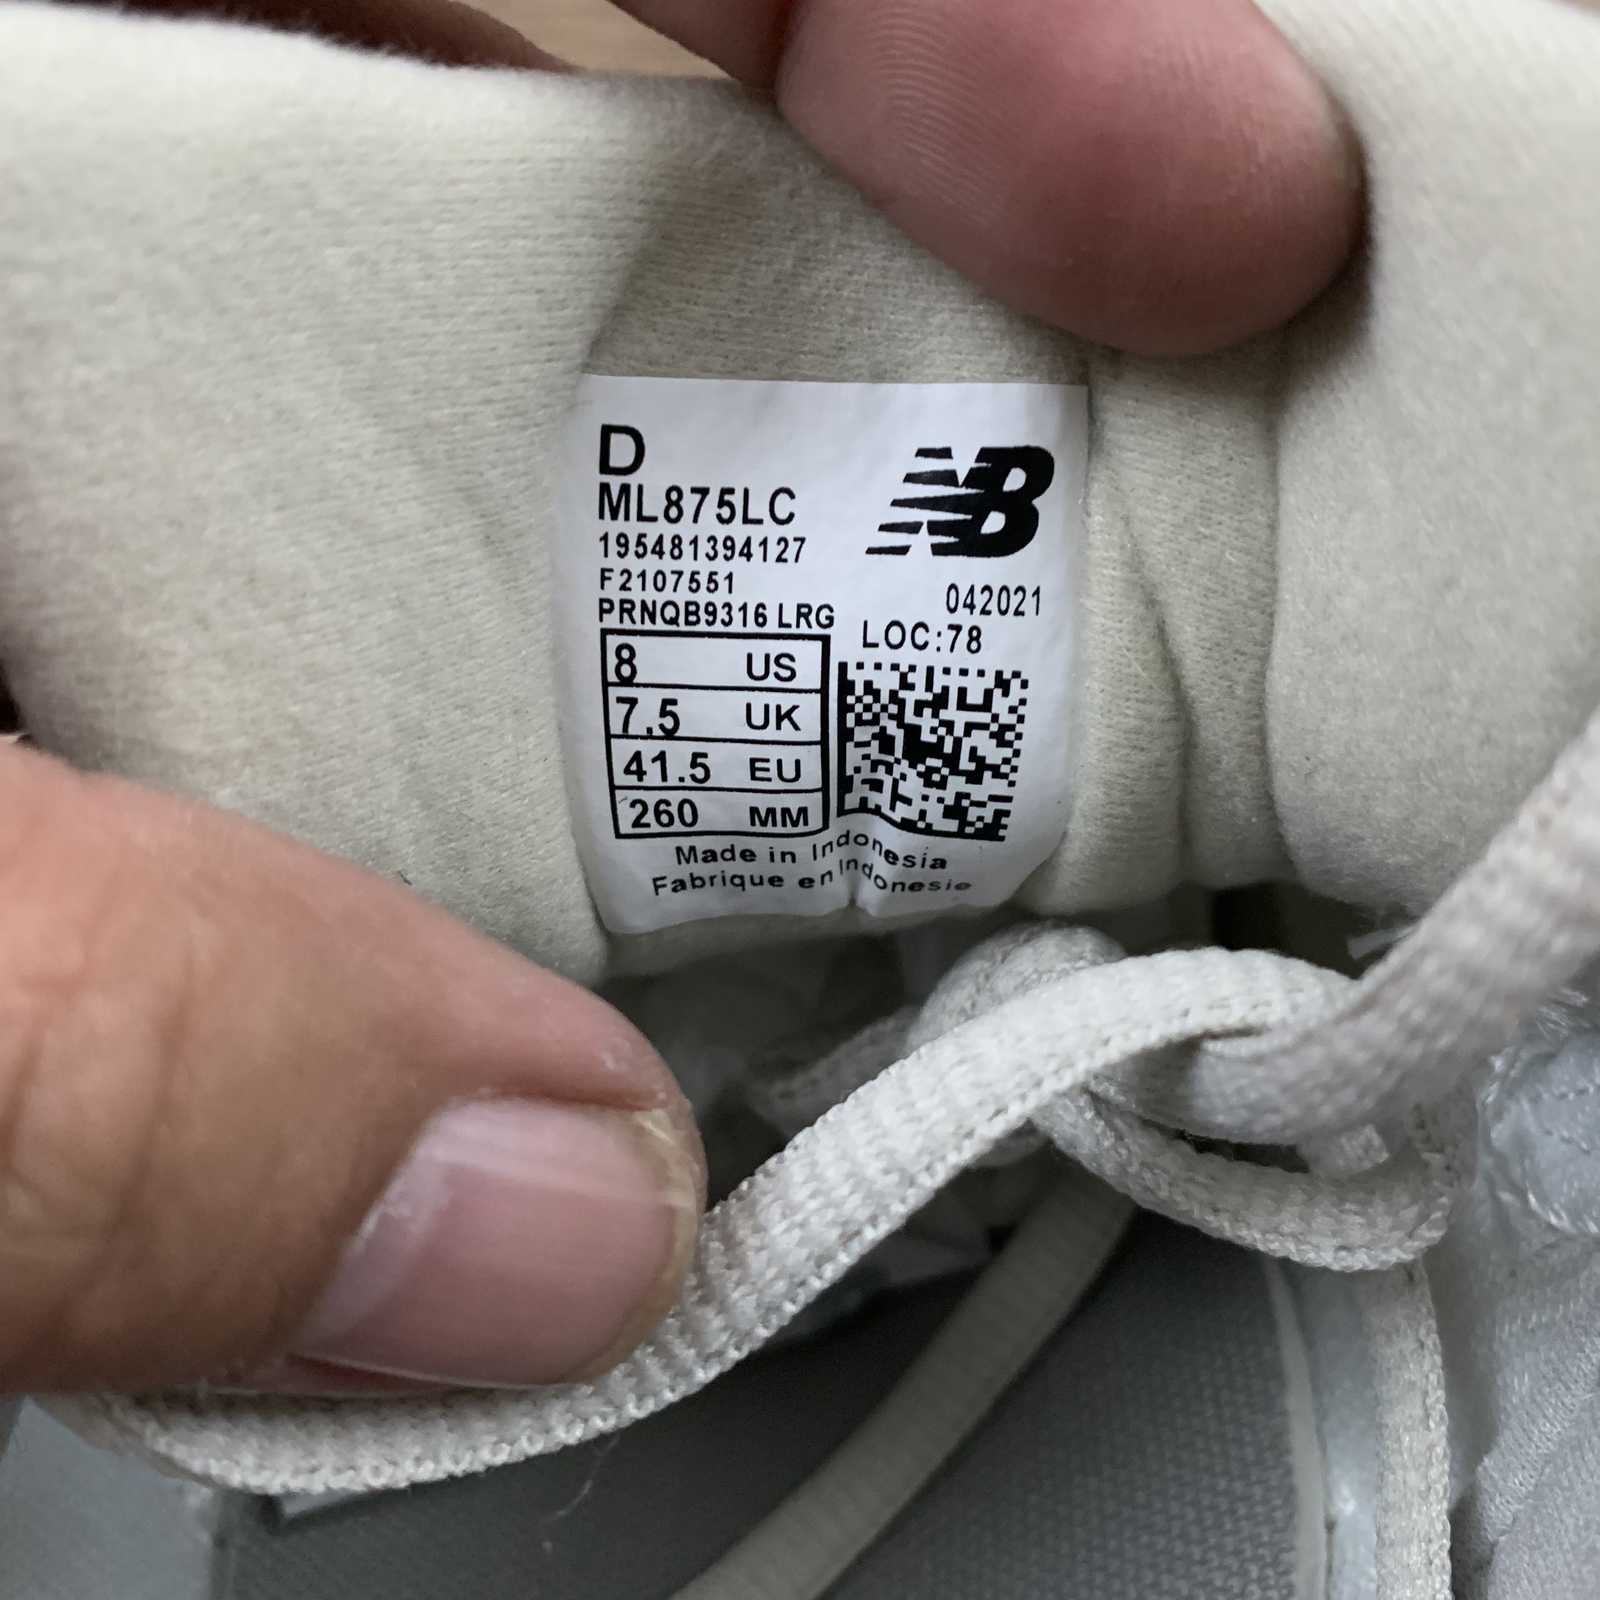 D
NB
ML875LC
195481394127
F2107551
042021
PRNQB9316 LRG
LOC:78
8 US
7.5 UK
41.5 EU
260 MM
Made in Indonesia
Fabrique en Indonesie